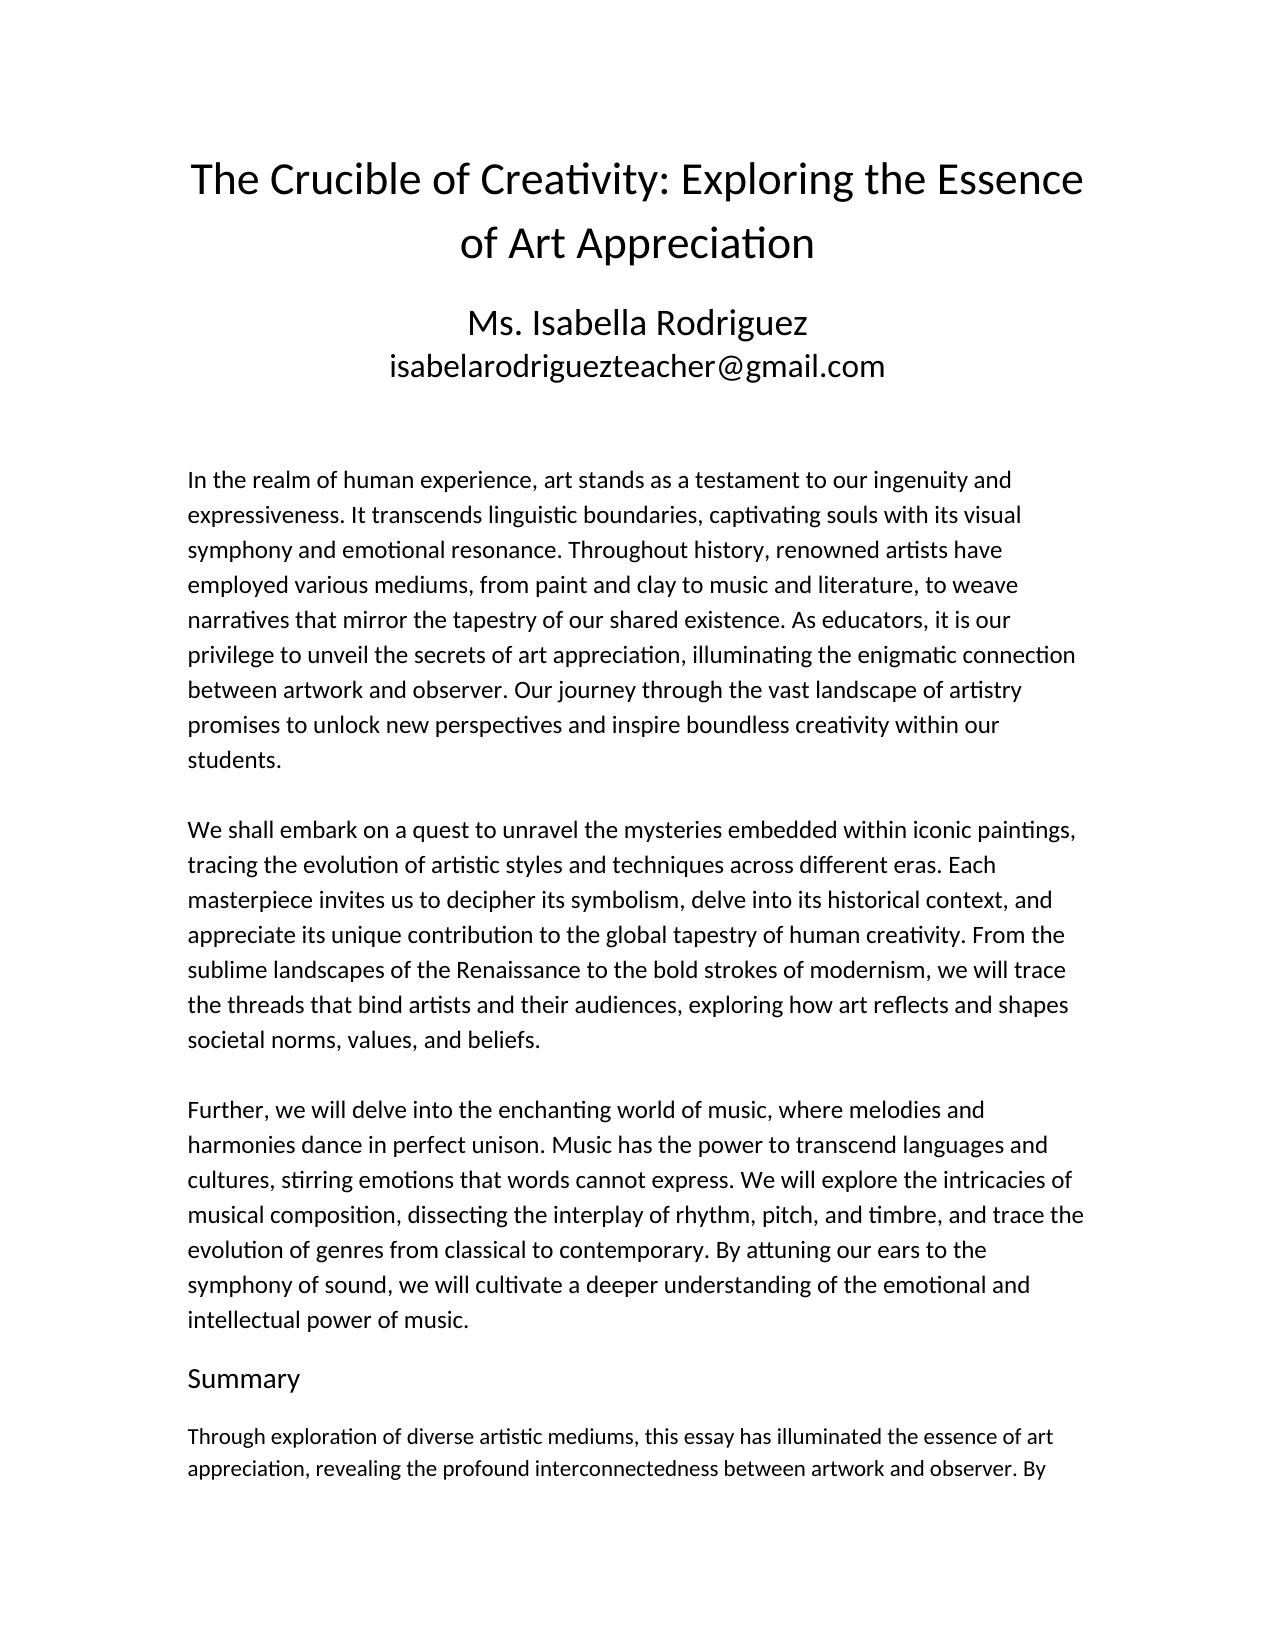 The Crucible of Creativity: Exploring the Essence
of Art Appreciation
Ms. Isabella Rodriguez
isabelarodriguezteacher@gmail.com
In the realm of human experience, art stands as a testament to our ingenuity and
expressiveness. It transcends linguistic boundaries, captivating souls with its visual
symphony and emotional resonance. Throughout history, renowned artists have
employed various mediums, from paint and clay to music and literature, to weave
narratives that mirror the tapestry of our shared existence. As educators, it is our
privilege to unveil the secrets of art appreciation, illuminating the enigmatic connection
between artwork and observer. Our journey through the vast landscape of artistry
promises to unlock new perspectives and inspire boundless creativity within our
students.
We shall embark on a quest to unravel the mysteries embedded within iconic paintings,
tracing the evolution of artistic styles and techniques across different eras. Each
masterpiece invites us to decipher its symbolism, delve into its historical context, and
appreciate its unique contribution to the global tapestry of human creativity. From the
sublime landscapes of the Renaissance to the bold strokes of modernism, we will trace
the threads that bind artists and their audiences, exploring how art reflects and shapes
societal norms, values, and beliefs.
Further, we will delve into the enchanting world of music, where melodies and
harmonies dance in perfect unison. Music has the power to transcend languages and
cultures, stirring emotions that words cannot express. We will explore the intricacies of
musical composition, dissecting the interplay of rhythm, pitch, and timbre, and trace the
evolution of genres from classical to contemporary. By attuning our ears to the
symphony of sound, we will cultivate a deeper understanding of the emotional and
intellectual power of music.
Summary
Through exploration of diverse artistic mediums, this essay has illuminated the essence of art
appreciation, revealing the profound interconnectedness between artwork and observer. By